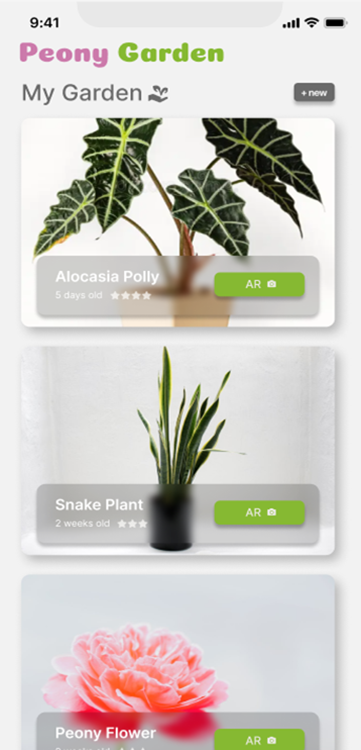 9:41
Peony Garden
My Garden
+ new
Alocasia Polly
5 days old
AR
Snake Plant
2 weeks old
AR
Peony Flower
AR